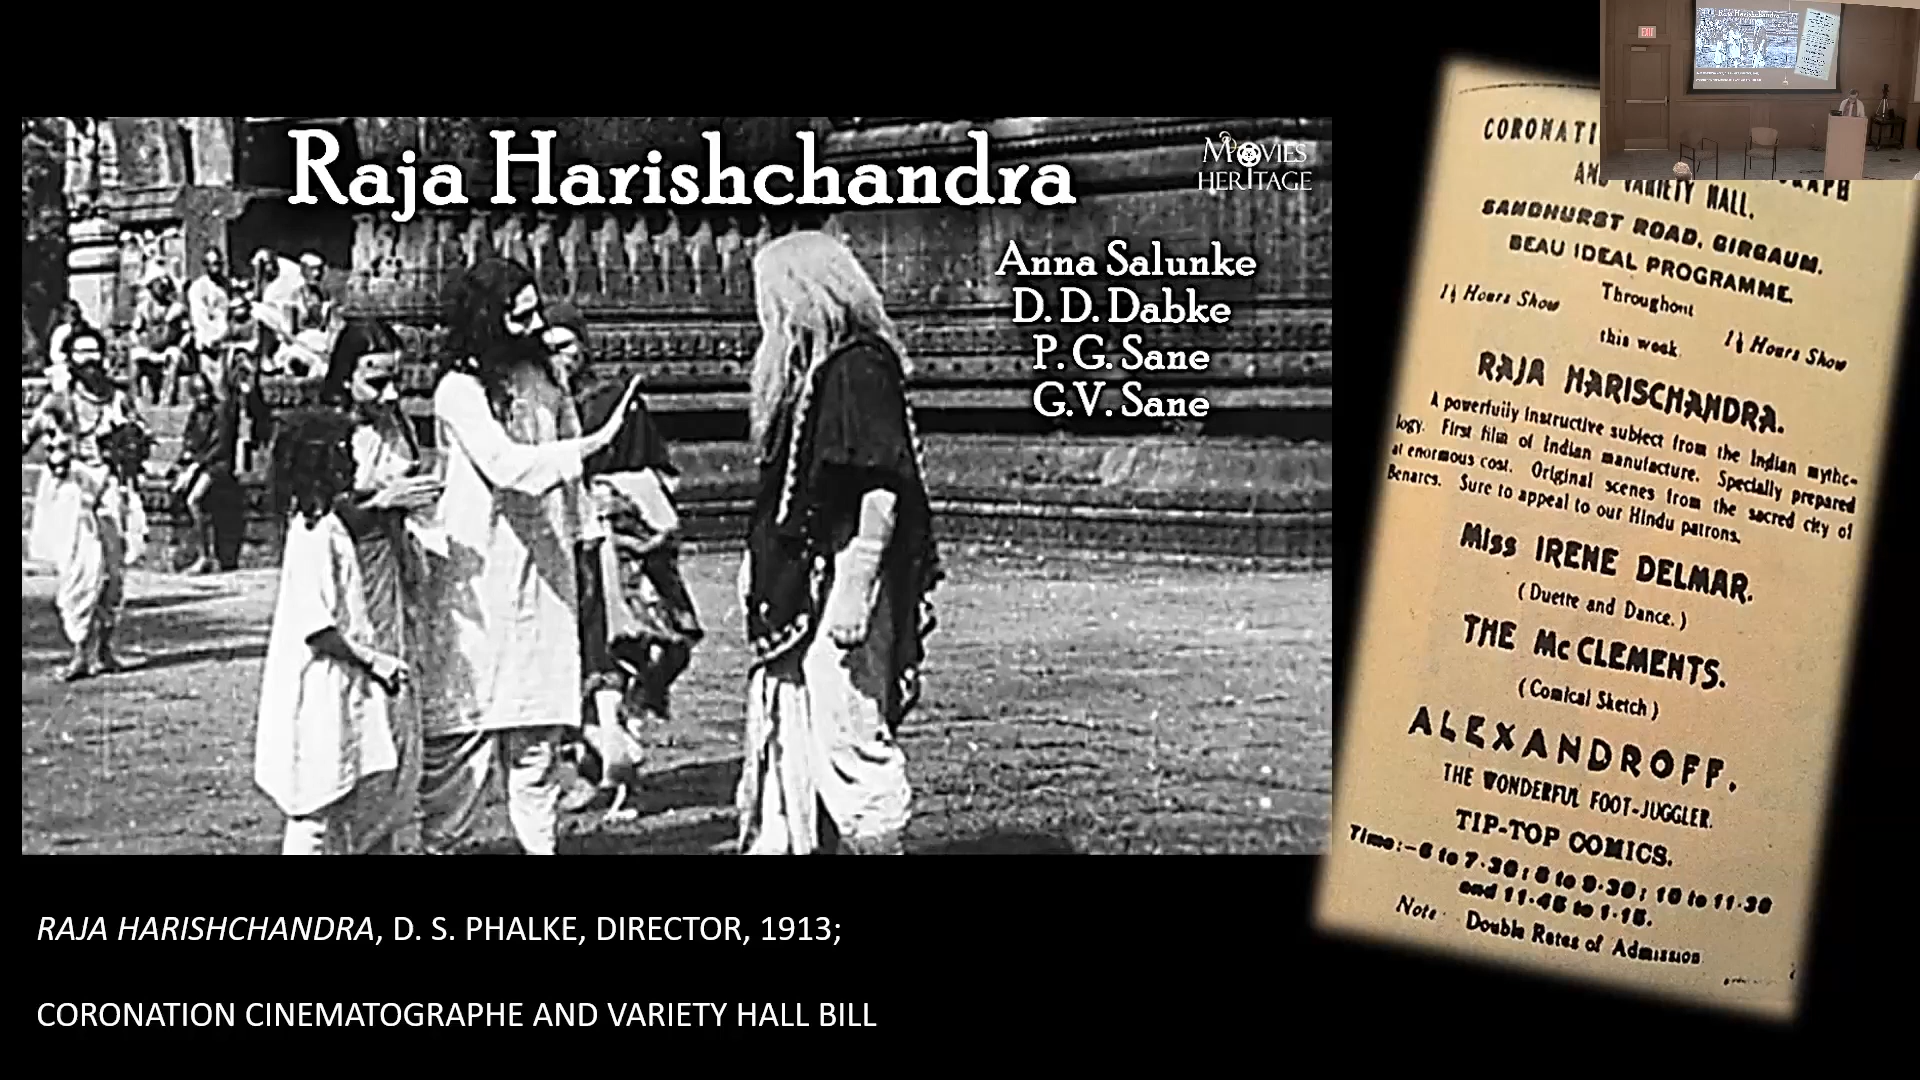 Raja Harishchandra
MOVIES
HERITAGE
Anna Salunke
D. D. Dabke
P. G. Sane
G.V. Sane
RAJA HARISHCHANDRA, D. S. PHALKE, DIRECTOR, 1913;
CORONATION CINEMATOGRAPHE AND VARIETY HALL BILL
AND VARIETY HALL.
SANDHURST ROAD, GIRGAUM.
BEAU IDEAL PROGRAMME.
1½ Hours Show Throughout 1½ Hours Show
this week
RAJA HARISCHANDRA.
A powerfully instructive subject from the Indian mytho-
logy. First film of Indian manufacture. Specially prepared
at enormous cost. Original scenes from the sacred city of
Benares. Sure to appeal to our Hindu patrons.
Miss IRENE DELMAR.
(Duette and Dance.)
THE McCLEMENTS.
(Comical Sketch)
ALEXANDROFF.
THE WONDERFUL FOOT-JUGGLER.
TIP-TOP COMICS.
Time:-6 to 7-30; 8 to 9-30; 10 to 11-30
and 11-45 to 1-15.
Note: Double Rates of Admission
EXIT
Raja Harishchandra